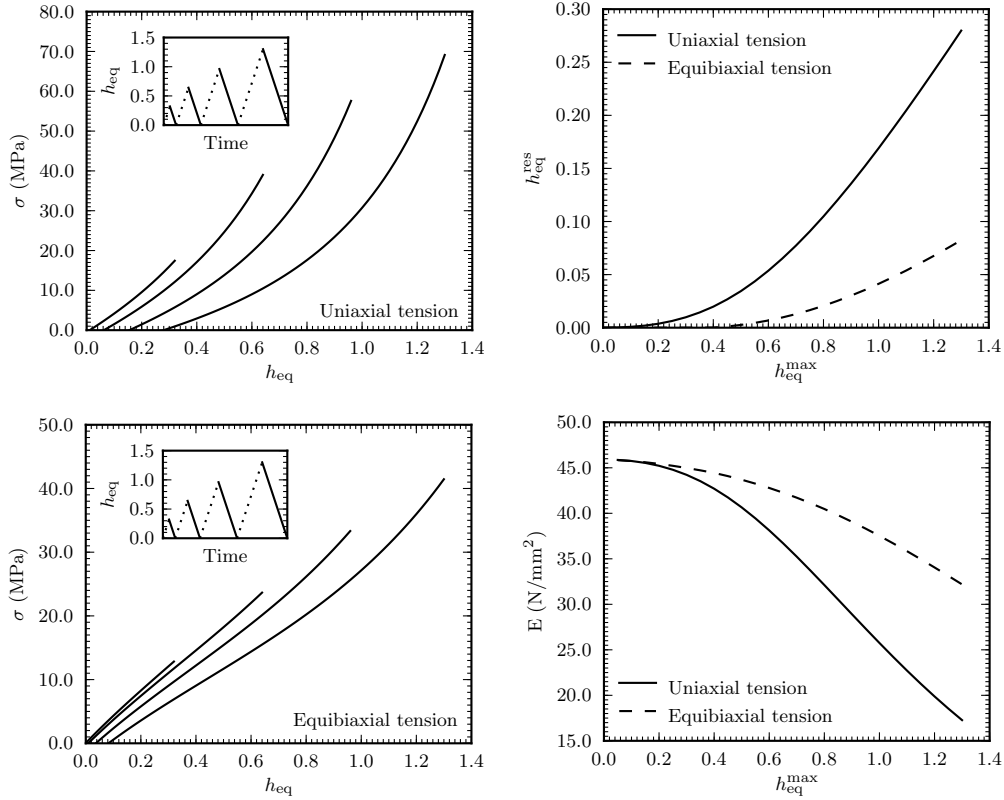 80.0
70.0
60.0
50.0
40.0
30.0
20.0
10.0
0.0
σ (MPa)
0.0 0.2 0.4 0.6 0.8 1.0 1.2 1.4
h_eq
1.5
1.0
0.5
0.0
h_eq
Time
Uniaxial tension
0.30
0.25
0.20
0.15
0.10
0.05
0.00
h_eq^res
0.0 0.2 0.4 0.6 0.8 1.0 1.2 1.4
h_eq^max
Uniaxial tension
Equibiaxial tension
50.0
40.0
30.0
20.0
10.0
0.0
σ (MPa)
0.0 0.2 0.4 0.6 0.8 1.0 1.2 1.4
h_eq
1.5
1.0
0.5
0.0
h_eq
Time
Equibiaxial tension
50.0
45.0
40.0
35.0
30.0
25.0
20.0
15.0
E (N/mm²)
0.0 0.2 0.4 0.6 0.8 1.0 1.2 1.4
h_eq^max
Uniaxial tension
Equibiaxial tension